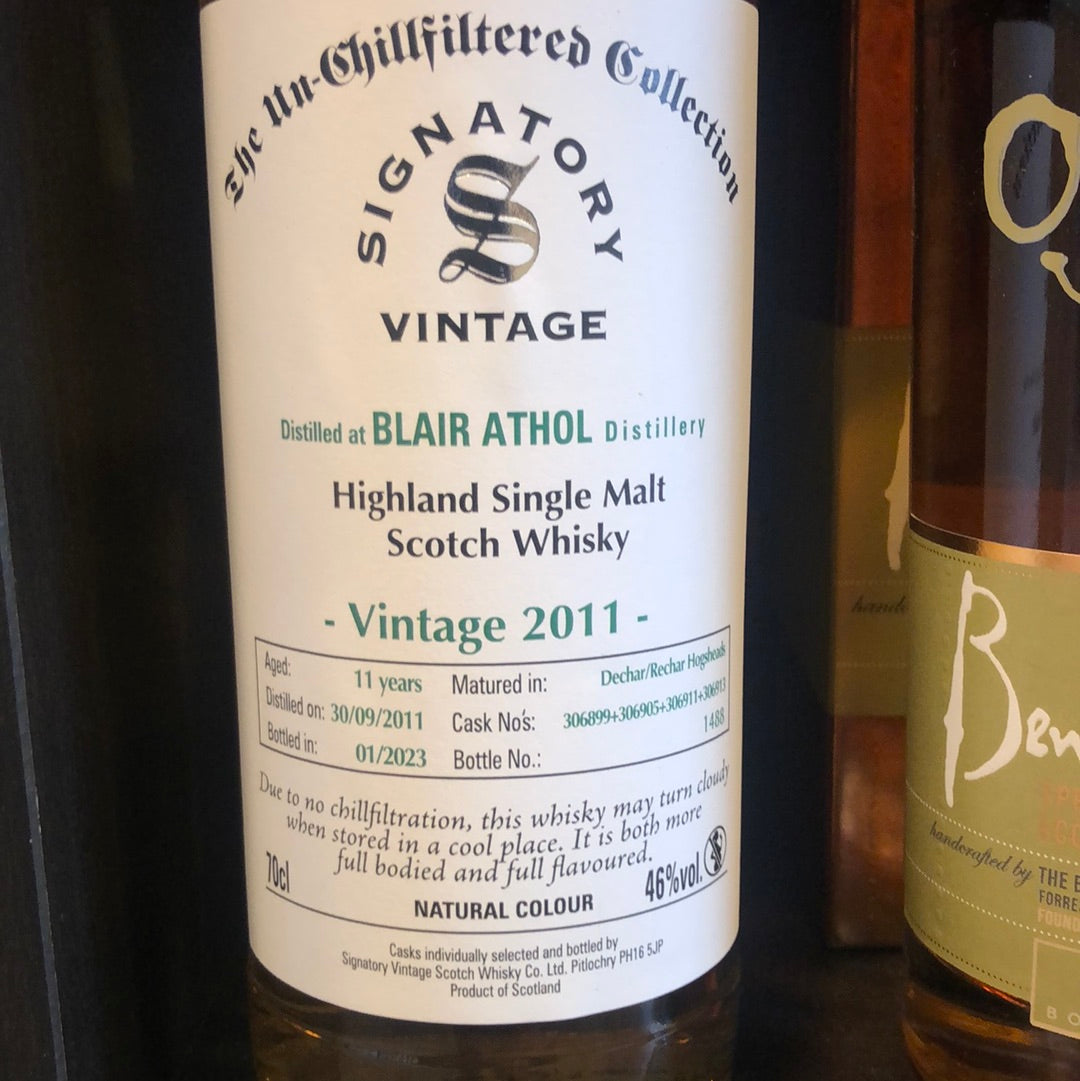 The Un-Chillfiltered Collection
SIGNATORY
S
VINTAGE
Distilled at BLAIR ATHOL Distillery
Highland Single Malt
Scotch Whisky
- Vintage 2011 -
Aged: 11 years
Distilled on: 30/09/2011
Bottled in: 01/2023
Matured in: Dechar/Rechar Hogsheads
Cask No's: 306899+306905+306911+306913
Bottle No.: 1488
Due to no chillfiltration, this whisky may turn cloudy
when stored in a cool place. It is both more
full bodied and full flavoured.
70cl
46%vol.
NATURAL COLOUR
Casks individually selected and bottled by
Signatory Vintage Scotch Whisky Co. Ltd. Pitlochry PH16 5JP
Product of Scotland
Ben
handcrafted by THE B
FORRE
FOUND
BO